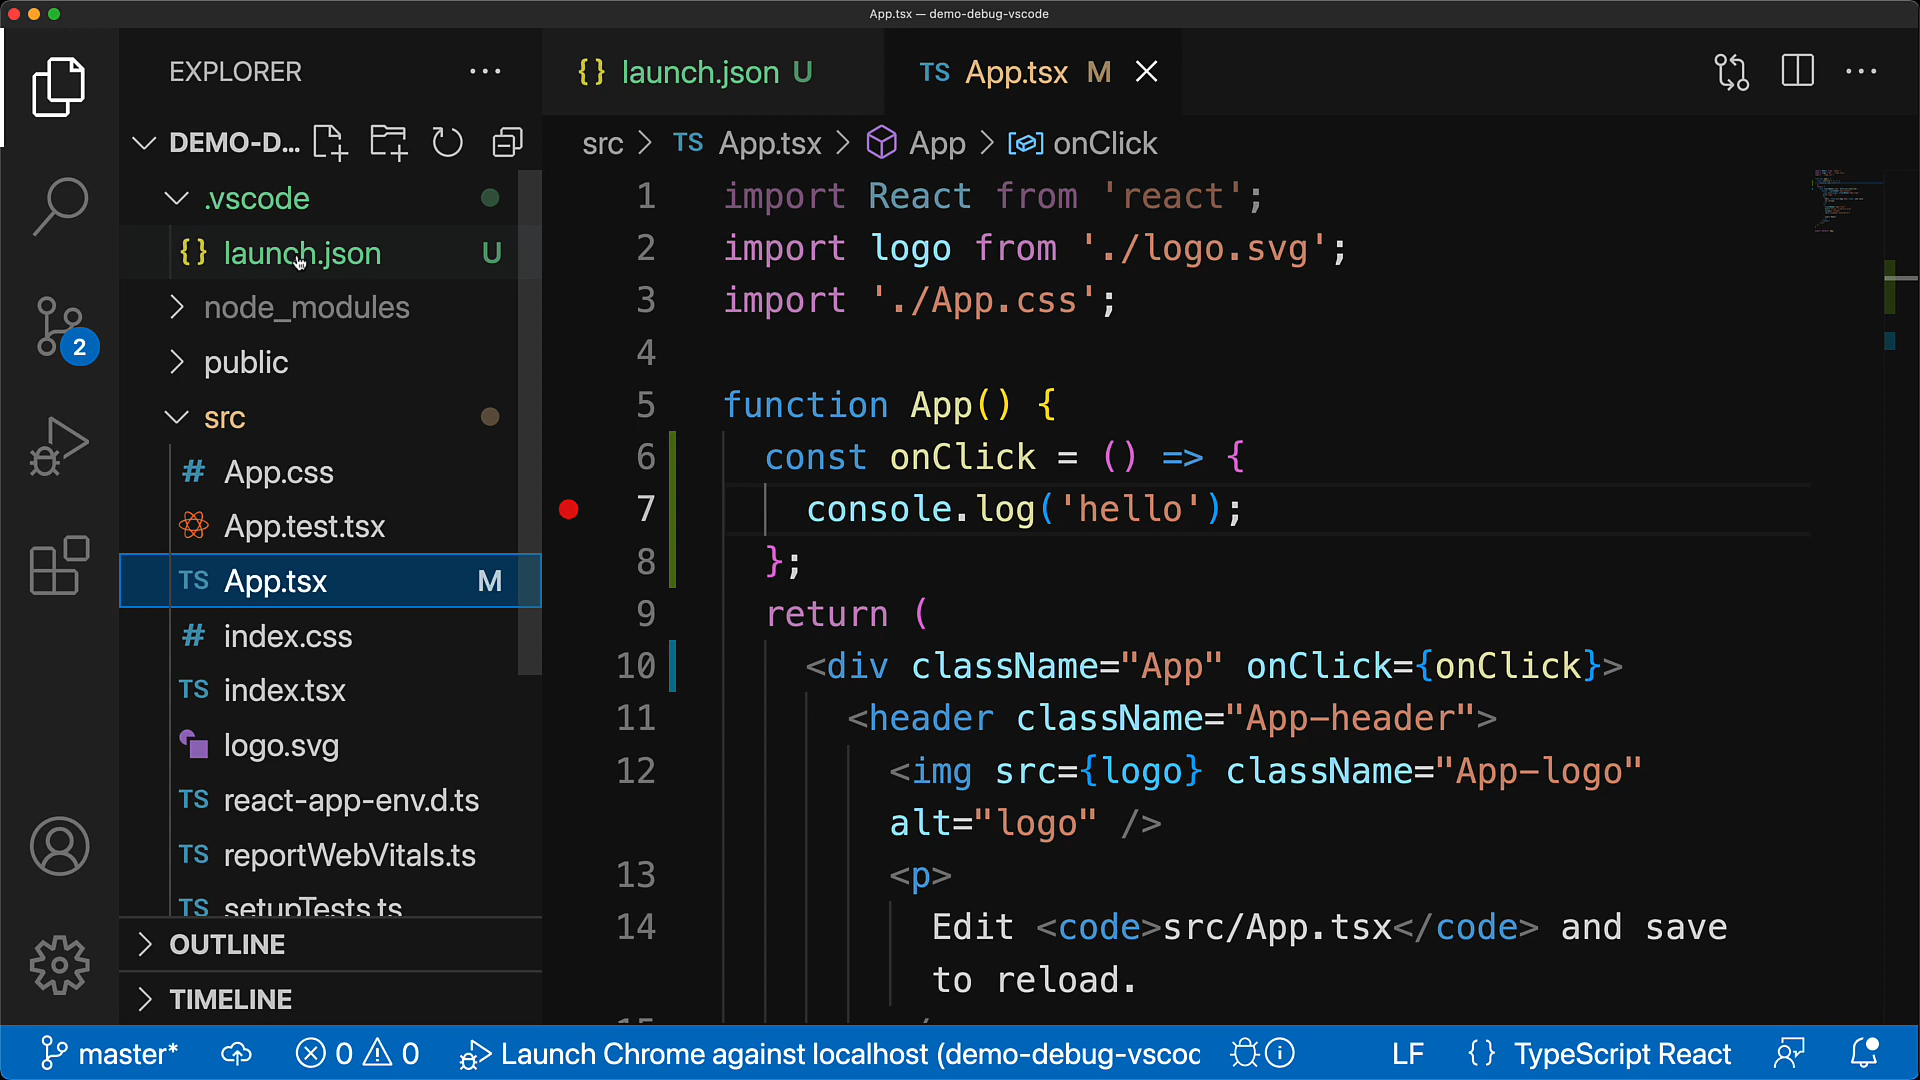 App.tsx — demo-debug-vscode
EXPLORER
DEMO-D...
.vscode
{} launch.json U
node_modules
public
src
# App.css
App.test.tsx
TS App.tsx M
# index.css
TS index.tsx
logo.svg
TS react-app-env.d.ts
TS reportWebVitals.ts
TS setupTests.ts
OUTLINE
TIMELINE
2
{} launch.json U
TS App.tsx M
src > TS App.tsx > App > onClick
1 import React from 'react';
2 import logo from './logo.svg';
3 import './App.css';
4
5 function App() {
6 const onClick = () => {
7 console.log('hello');
8 };
9 return (
10 <div className="App" onClick={onClick}>
11 <header className="App-header">
12 <img src={logo} className="App-logo"
alt="logo" />
13 <p>
14 Edit <code>src/App.tsx</code> and save
to reload.
master* 0 0 Launch Chrome against localhost (demo-debug-vscoc LF {} TypeScript React